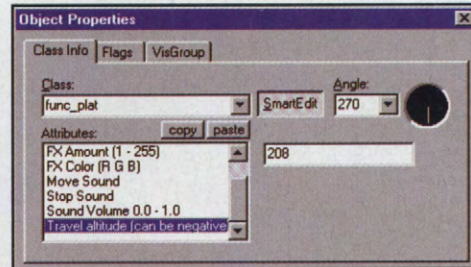 Object Properties
Class Info Flags VisGroup
Class: Angle:
func_plat SmartEdit 270
Attributes: copy paste
FX Amount (1 - 255) 208
FX Color (R G B)
Move Sound
Stop Sound
Sound Volume 0.0 - 1.0
Travel altitude (can be negative